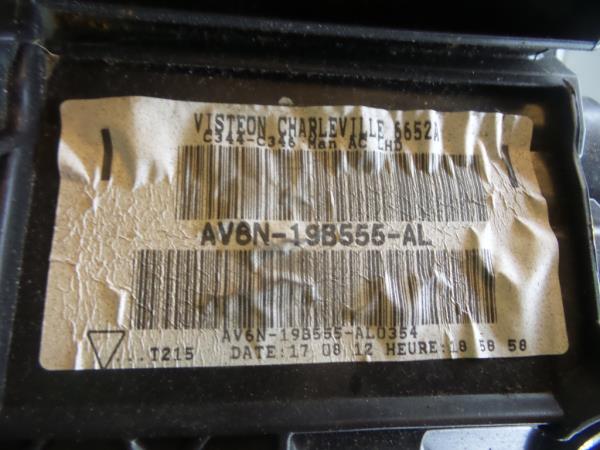 VISTEON CHARLEVILLE 6652A
C344-C346 Man AC LHD
AV6N-19B555-AL
AV6N-19B555-AL0354
...T215 DATE:17 08 12 HEURE:18 58 58